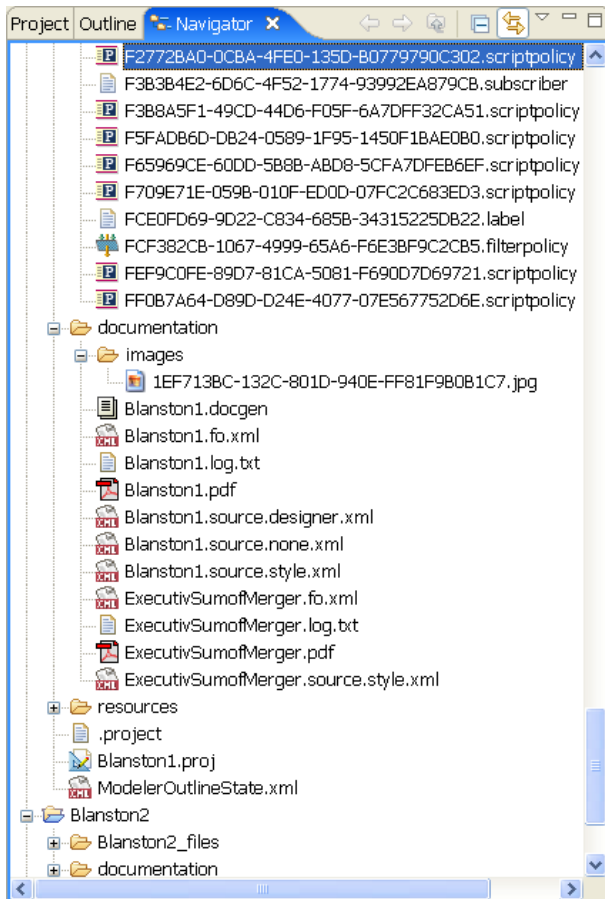 Project Outline Navigator
F2772BA0-0CBA-4FE0-135D-B0779790C302.scriptpolicy
F3B3B4E2-6D6C-4F52-1774-93992EA879CB.subscriber
F3B8A5F1-49CD-44D6-F05F-6A7DFF32CA51.scriptpolicy
F5FADB6D-DB24-0589-1F95-1450F1BAE0B0.scriptpolicy
F65969CE-60DD-5B8B-ABD8-5CFA7DFEB6EF.scriptpolicy
F709E71E-059B-010F-ED0D-07FC2C683ED3.scriptpolicy
FCE0FD69-9D22-C834-685B-34315225DB22.label
FCF382CB-1067-4999-65A6-F6E3BF9C2CB5.filterpolicy
FEF9C0FE-89D7-81CA-5081-F690D7D69721.scriptpolicy
FF0B7A64-D89D-D24E-4077-07E567752D6E.scriptpolicy
documentation
images
1EF713BC-132C-801D-940E-FF81F9B0B1C7.jpg
Blanston1.docgen
Blanston1.fo.xml
Blanston1.log.txt
Blanston1.pdf
Blanston1.source.designer.xml
Blanston1.source.none.xml
Blanston1.source.style.xml
ExecutivSumofMerger.fo.xml
ExecutivSumofMerger.log.txt
ExecutivSumofMerger.pdf
ExecutivSumofMerger.source.style.xml
resources
.project
Blanston1.proj
ModelerOutlineState.xml
Blanston2
Blanston2_files
documentation